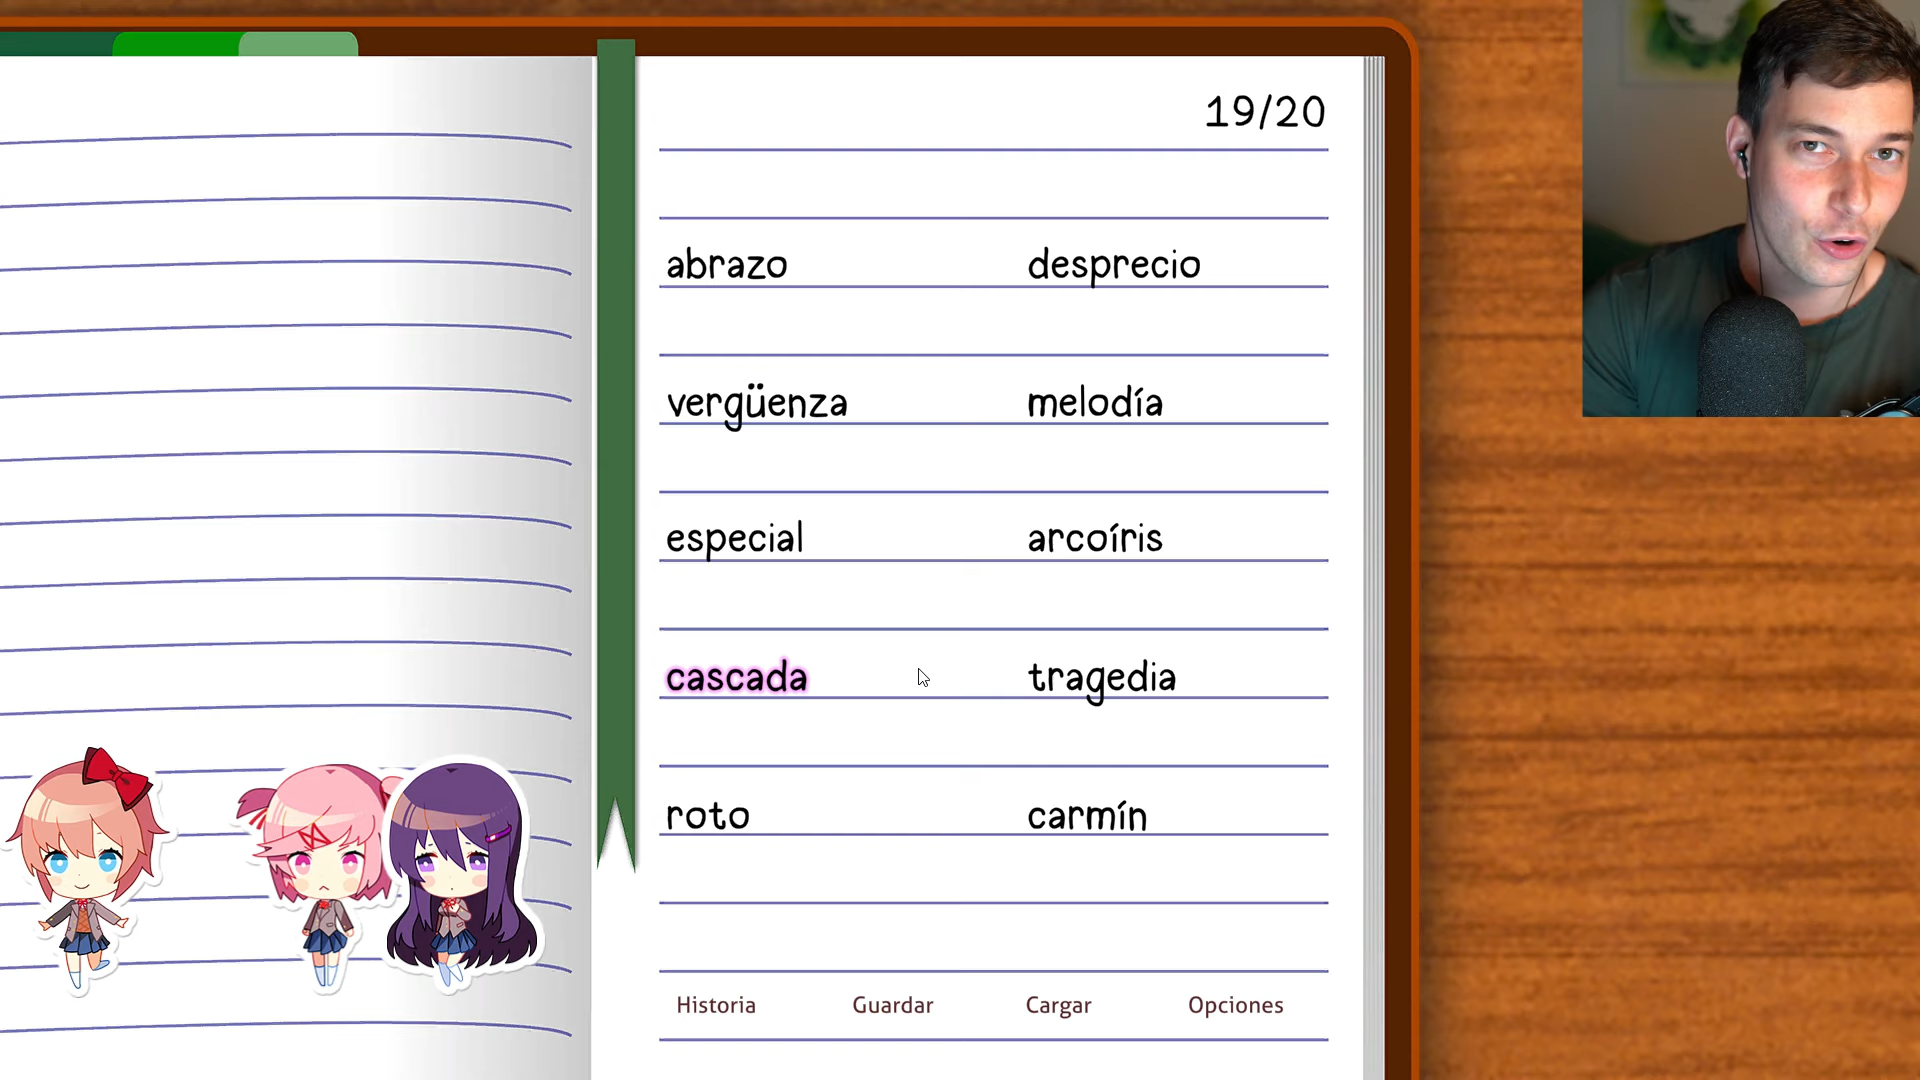 19/20
abrazo desprecio
vergüenza melodía
especial arcoíris
cascada tragedia
roto carmín
Historia Guardar Cargar Opciones